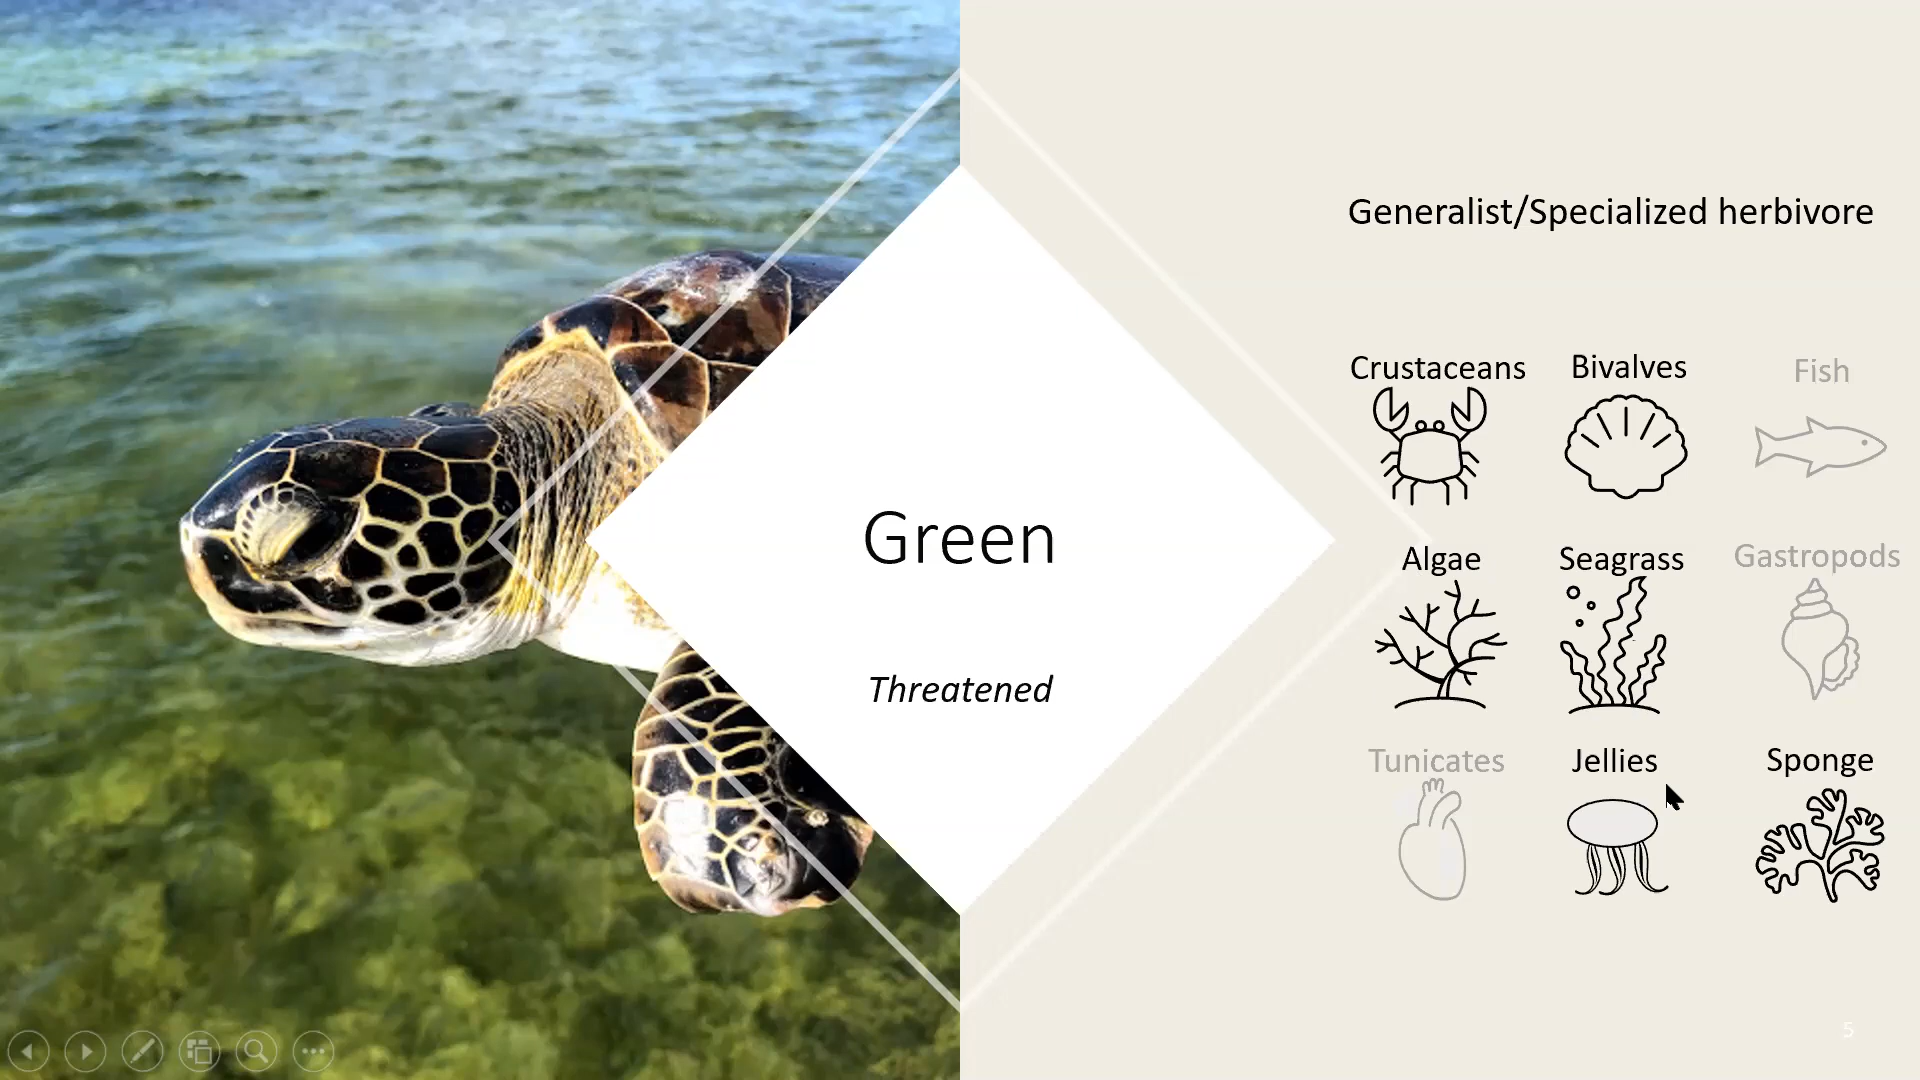 Generalist/Specialized herbivore
Crustaceans
Bivalves
Fish
Green
Algae
Seagrass
Gastropods
Threatened
Tunicates
Jellies
Sponge
5